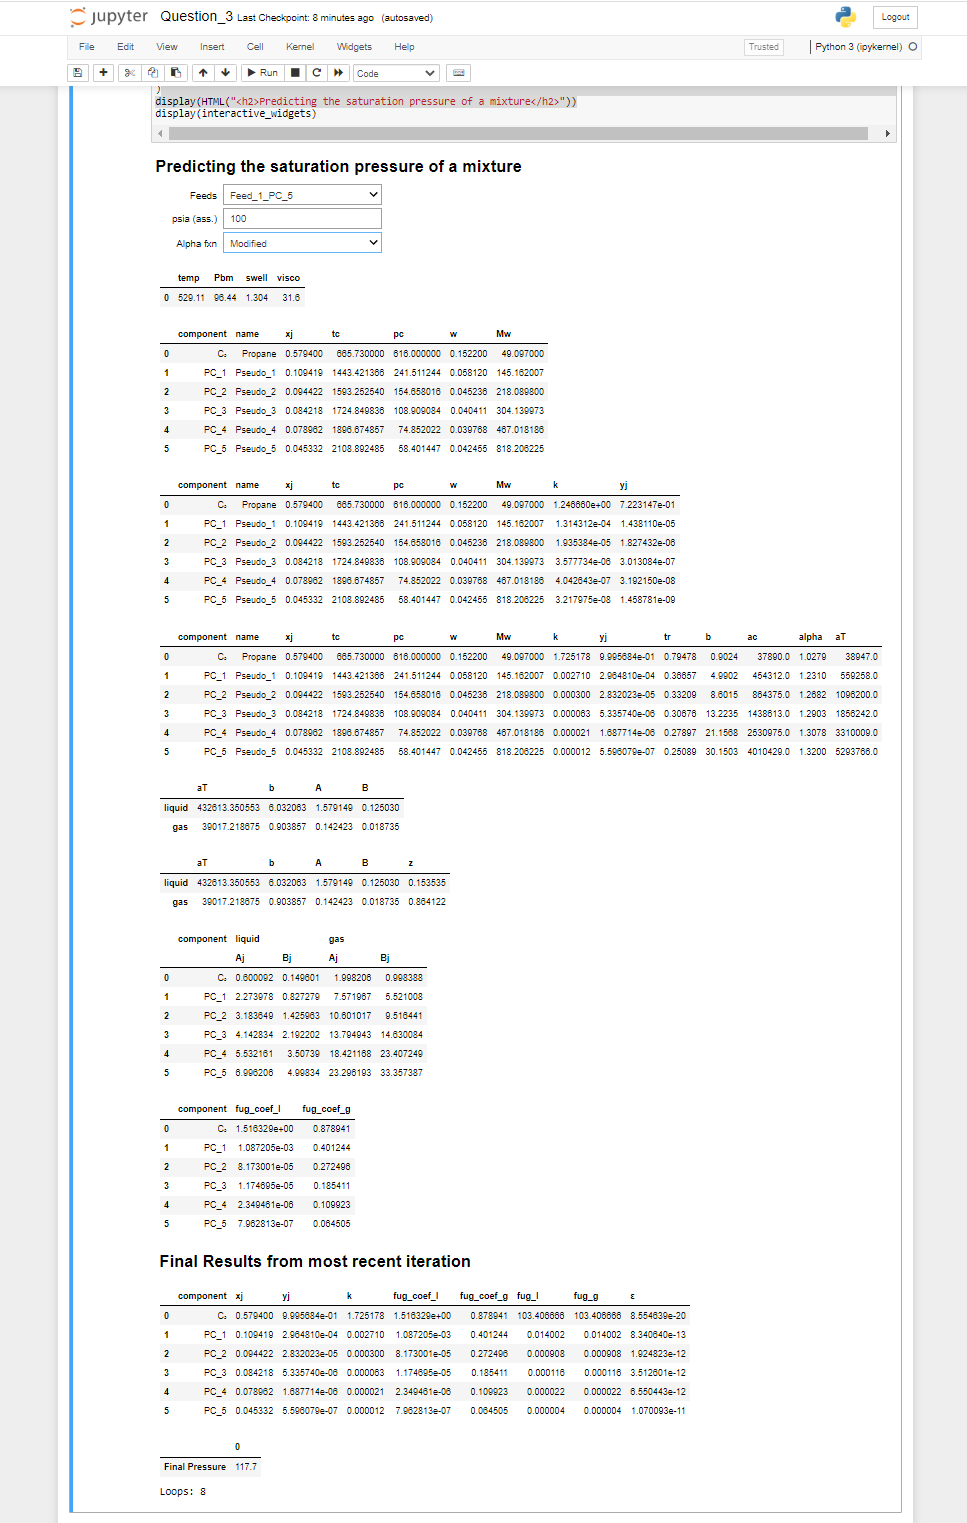 jupyter Question_3 Last Checkpoint: 8 minutes ago (autosaved)
Logout
File Edit View Insert Cell Kernel Widgets Help
Trusted Python 3 (ipykernel)
Run Code
)
display(HTML("<h2>Predicting the saturation pressure of a mixture</h2>"))
display(interactive_widgets)
Predicting the saturation pressure of a mixture
Feeds Feed_1_PC_5
psia (ass.) 100
Alpha fxn Modified
temp Pbm swell visco
0 529.11 96.44 1.304 31.6
component name xj tc pc w Mw
0 C₃ Propane 0.579400 665.730000 616.000000 0.152200 49.097000
1 PC_1 Pseudo_1 0.109419 1443.421366 241.511244 0.058120 145.162007
2 PC_2 Pseudo_2 0.094422 1593.252540 154.658016 0.045236 218.089800
3 PC_3 Pseudo_3 0.084218 1724.849836 108.909084 0.040411 304.139973
4 PC_4 Pseudo_4 0.078962 1896.674857 74.852022 0.039768 467.018186
5 PC_5 Pseudo_5 0.045332 2108.892485 58.401447 0.042455 818.206225
component name xj tc pc w Mw k yj
0 C₃ Propane 0.579400 665.730000 616.000000 0.152200 49.097000 1.246660e+00 7.223147e-01
1 PC_1 Pseudo_1 0.109419 1443.421366 241.511244 0.058120 145.162007 1.314312e-04 1.438110e-05
2 PC_2 Pseudo_2 0.094422 1593.252540 154.658016 0.045236 218.089800 1.935384e-05 1.827432e-06
3 PC_3 Pseudo_3 0.084218 1724.849836 108.909084 0.040411 304.139973 3.577734e-06 3.013084e-07
4 PC_4 Pseudo_4 0.078962 1896.674857 74.852022 0.039768 467.018186 4.042643e-07 3.192150e-08
5 PC_5 Pseudo_5 0.045332 2108.892485 58.401447 0.042455 818.206225 3.217975e-08 1.458781e-09
component name xj tc pc w Mw k yj tr b ac alpha aT
0 C₃ Propane 0.579400 665.730000 616.000000 0.152200 49.097000 1.725178 9.995684e-01 0.79478 0.9024 37890.0 1.0279 38947.0
1 PC_1 Pseudo_1 0.109419 1443.421366 241.511244 0.058120 145.162007 0.002710 2.964810e-04 0.36657 4.9902 454312.0 1.2310 559258.0
2 PC_2 Pseudo_2 0.094422 1593.252540 154.658016 0.045236 218.089800 0.000300 2.832023e-05 0.33209 8.6015 864375.0 1.2682 1096200.0
3 PC_3 Pseudo_3 0.084218 1724.849836 108.909084 0.040411 304.139973 0.000063 5.335740e-06 0.30676 13.2235 1438613.0 1.2903 1856242.0
4 PC_4 Pseudo_4 0.078962 1896.674857 74.852022 0.039768 467.018186 0.000021 1.687714e-06 0.27897 21.1568 2530975.0 1.3078 3310009.0
5 PC_5 Pseudo_5 0.045332 2108.892485 58.401447 0.042455 818.206225 0.000012 5.596079e-07 0.25089 30.1503 4010429.0 1.3200 5293766.0
aT b A B
liquid 432613.350553 6.032063 1.579149 0.125030
gas 39017.218675 0.903857 0.142423 0.018735
aT b A B z
liquid 432613.350553 6.032063 1.579149 0.125030 0.153535
gas 39017.218675 0.903857 0.142423 0.018735 0.864122
component liquid gas
Aj Bj Aj Bj
0 C₃ 0.600092 0.149601 1.998206 0.998388
1 PC_1 2.273978 0.827279 7.571967 5.521008
2 PC_2 3.183649 1.425963 10.601017 9.516441
3 PC_3 4.142834 2.192202 13.794943 14.630084
4 PC_4 5.532161 3.50739 18.421168 23.407249
5 PC_5 6.996206 4.99834 23.296193 33.357387
component fug_coef_l fug_coef_g
0 C₃ 1.516329e+00 0.878941
1 PC_1 1.087205e-03 0.401244
2 PC_2 8.173001e-05 0.272496
3 PC_3 1.174695e-05 0.185411
4 PC_4 2.349461e-06 0.109923
5 PC_5 7.962813e-07 0.064505
Final Results from most recent iteration
component xj yj k fug_coef_l fug_coef_g fug_l fug_g ε
0 C₃ 0.579400 9.995684e-01 1.725178 1.516329e+00 0.878941 103.406666 103.406666 8.554639e-20
1 PC_1 0.109419 2.964810e-04 0.002710 1.087205e-03 0.401244 0.014002 0.014002 8.340640e-13
2 PC_2 0.094422 2.832023e-05 0.000300 8.173001e-05 0.272496 0.000908 0.000908 1.924823e-12
3 PC_3 0.084218 5.335740e-06 0.000063 1.174695e-05 0.185411 0.000116 0.000116 3.512601e-12
4 PC_4 0.078962 1.687714e-06 0.000021 2.349461e-06 0.109923 0.000022 0.000022 6.550443e-12
5 PC_5 0.045332 5.596079e-07 0.000012 7.962813e-07 0.064505 0.000004 0.000004 1.070093e-11
0
Final Pressure 117.7
Loops: 8